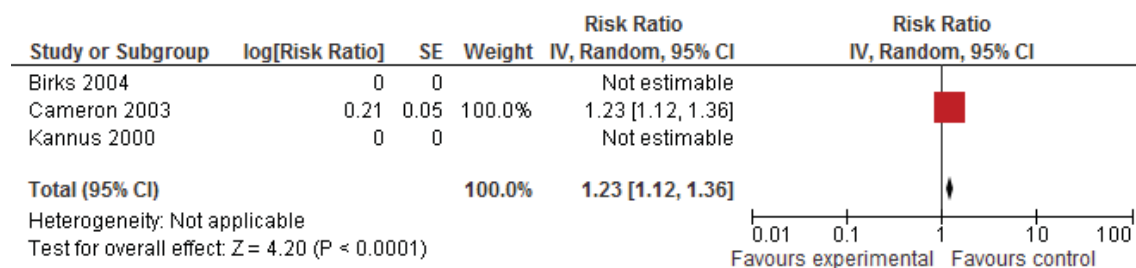 Risk Ratio Risk Ratio
Study or Subgroup log[Risk Ratio] SE Weight IV, Random, 95% CI IV, Random, 95% CI
Birks 2004 0 0 Not estimable
Cameron 2003 0.21 0.05 100.0% 1.23 [1.12, 1.36]
Kannus 2000 0 0 Not estimable
Total (95% CI) 100.0% 1.23 [1.12, 1.36]
Heterogeneity: Not applicable
Test for overall effect: Z = 4.20 (P < 0.0001)
0.01 0.1 1 10 100
Favours experimental Favours control